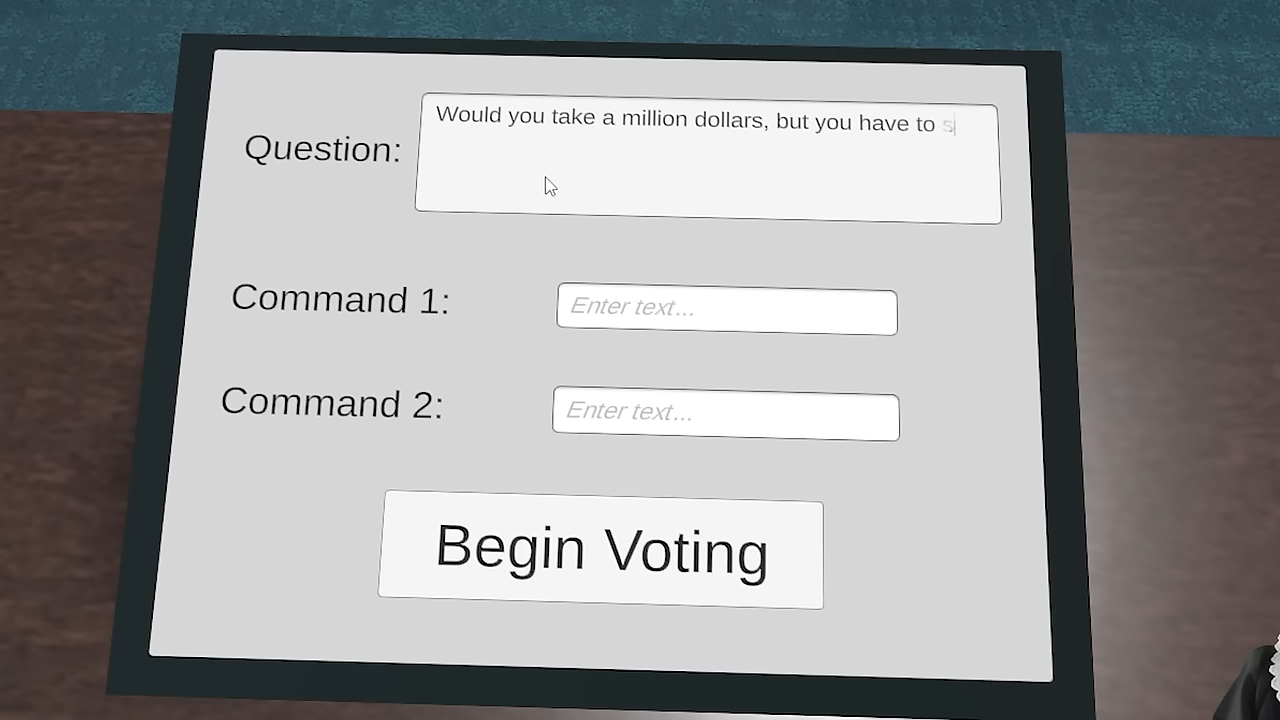 Question:
Would you take a million dollars, but you have to s
Command 1:
Enter text...
Command 2:
Enter text...
Begin Voting